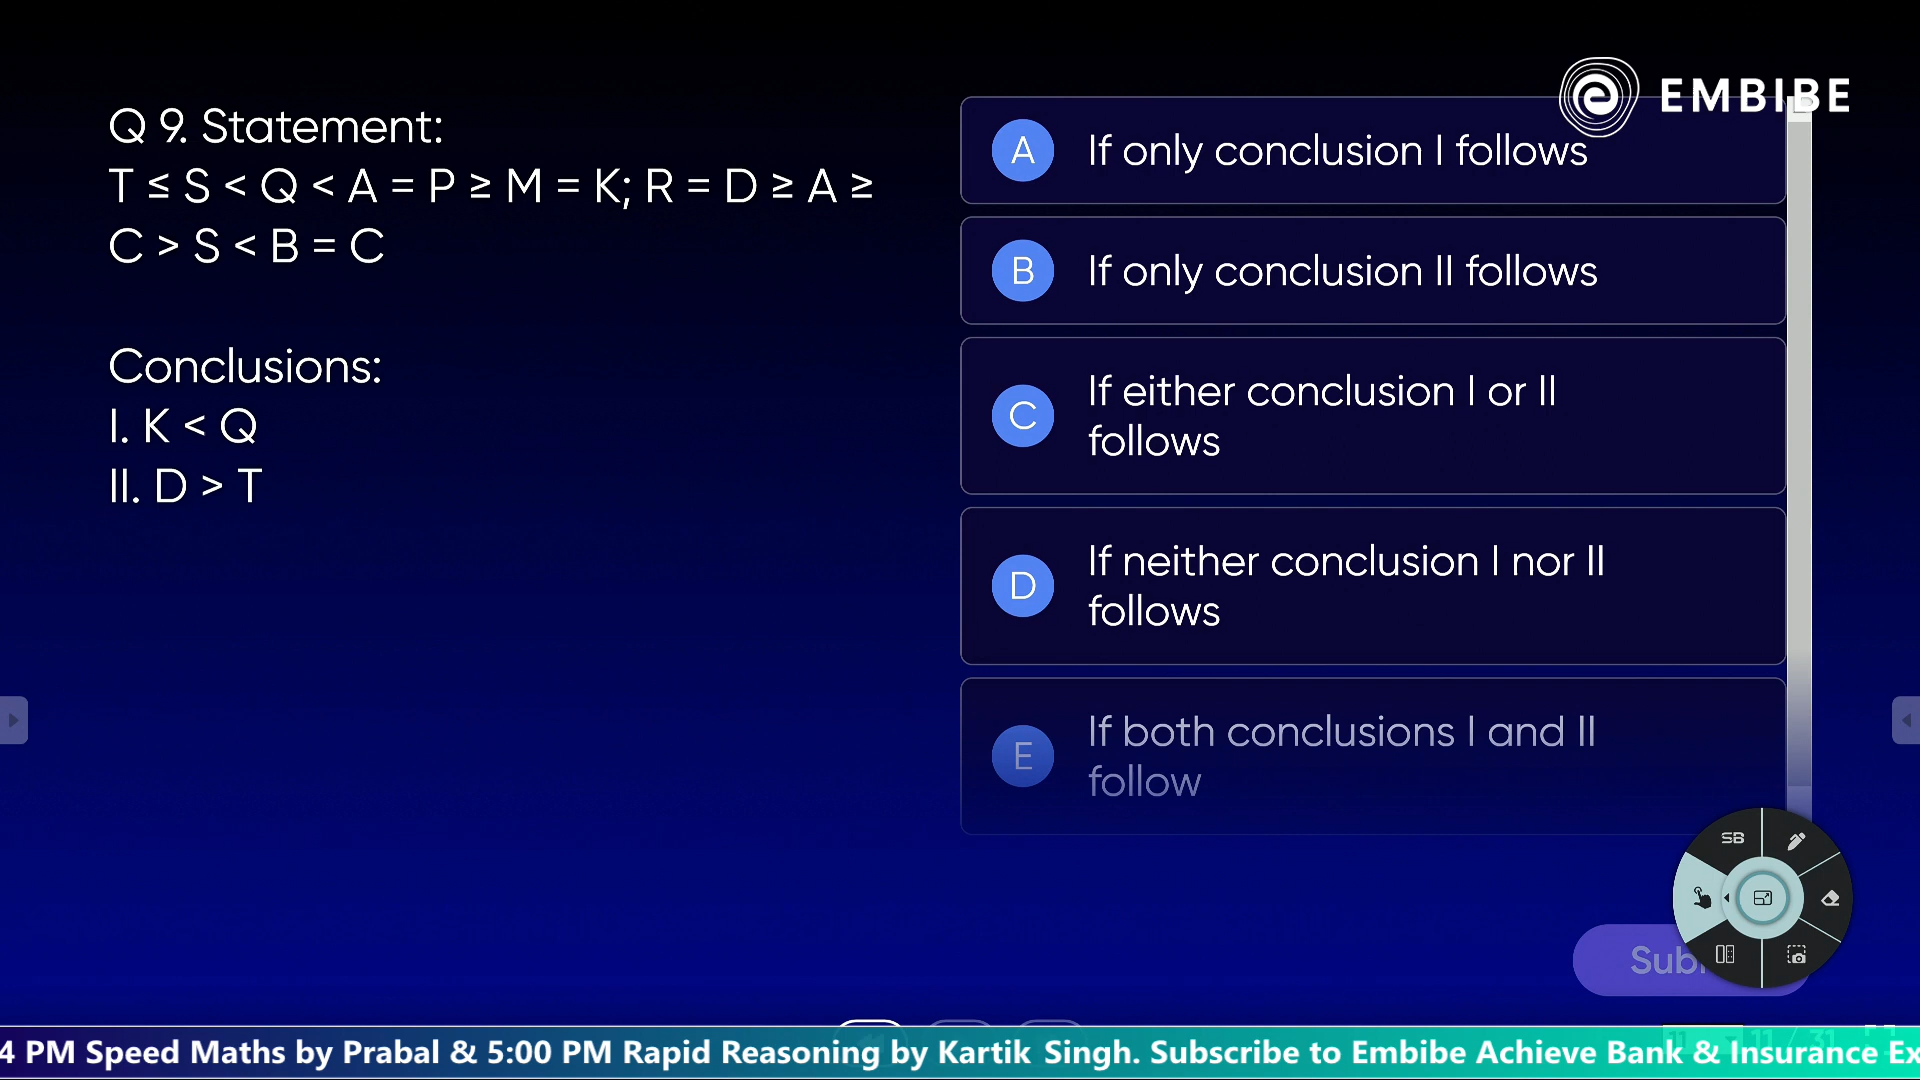 EMBIBE
Q 9. Statement:
T ≤ S < Q < A = P ≥ M = K; R = D ≥ A ≥
C > S < B = C
Conclusions:
I. K < Q
II. D > T
A If only conclusion I follows
B If only conclusion II follows
C If either conclusion I or II
follows
D If neither conclusion I nor II
follows
E If both conclusions I and II
follow
SB
4 PM Speed Maths by Prabal & 5:00 PM Rapid Reasoning by Kartik Singh. Subscribe to Embibe Achieve Bank & Insurance Ex